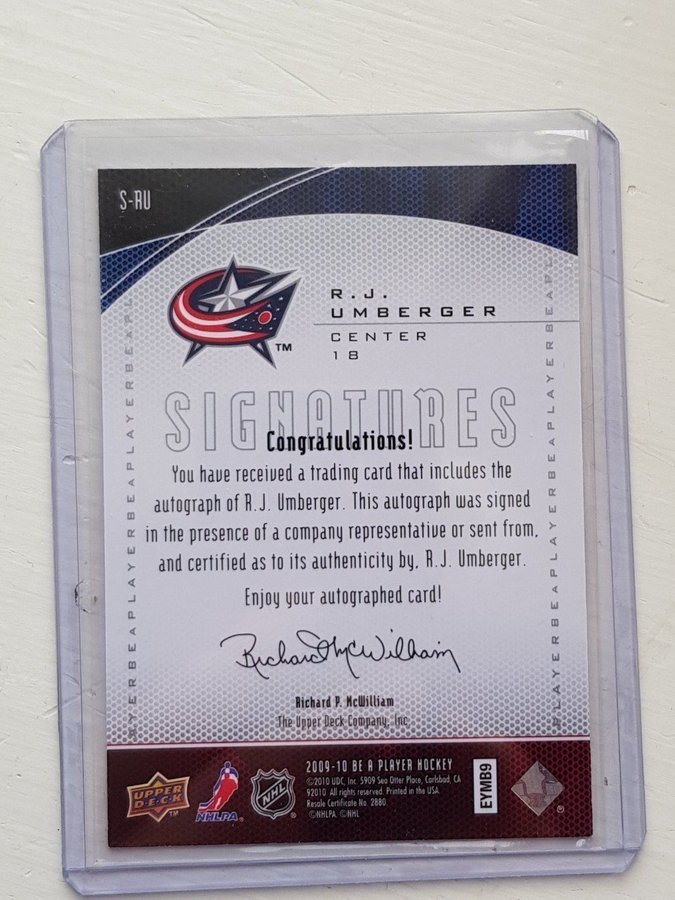 S-RU
R.J.
UMBERGER
CENTER
18
TM
SIGNATURES
Congratulations!
You have received a trading card that includes the
autograph of R.J. Umberger. This autograph was signed
in the presence of a company representative or sent from,
and certified as to its authenticity by, R.J. Umberger.
Enjoy your autographed card!
Richard McWilliam
Richard P. McWilliam
The Upper Deck Company, Inc.
2009-10 BE A PLAYER HOCKEY
©2010 UDC, Inc. 5909 Sea Otter Place, Carlsbad, CA
92010. All rights reserved. Printed in the USA.
Resale Certificate No. 2880.
©NHLPA. ©NHL
UPPER
DECK
TM
NHLPA.®
NHL
®
EYMB9
®